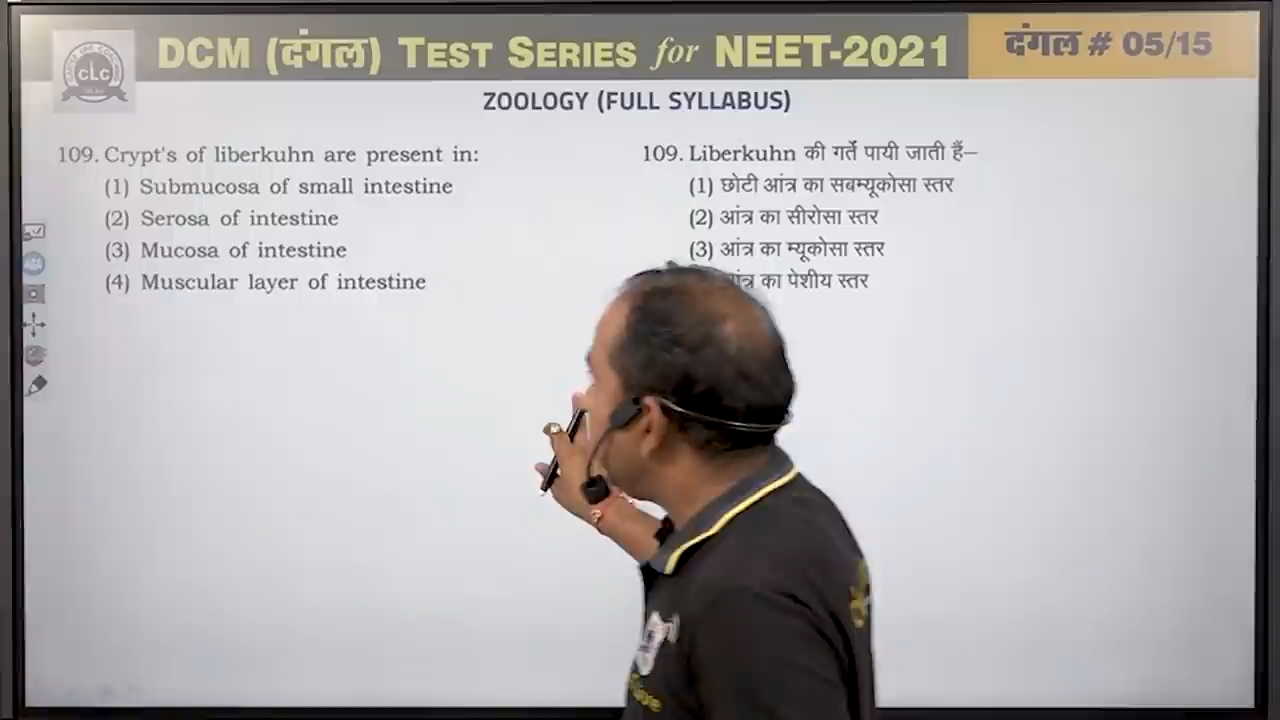 DCM (दंगल) TEST SERIES for NEET-2021
दंगल # 05/15
cLc
ZOOLOGY (FULL SYLLABUS)
109. Crypt's of liberkuhn are present in:
(1) Submucosa of small intestine
(2) Serosa of intestine
(3) Mucosa of intestine
(4) Muscular layer of intestine
109. Liberkuhn की गर्ते पायी जाती हैं–
(1) छोटी आंत्र का सबम्यूकोसा स्तर
(2) आंत्र का सीरोसा स्तर
(3) आंत्र का म्यूकोसा स्तर
का पेशीय स्तर